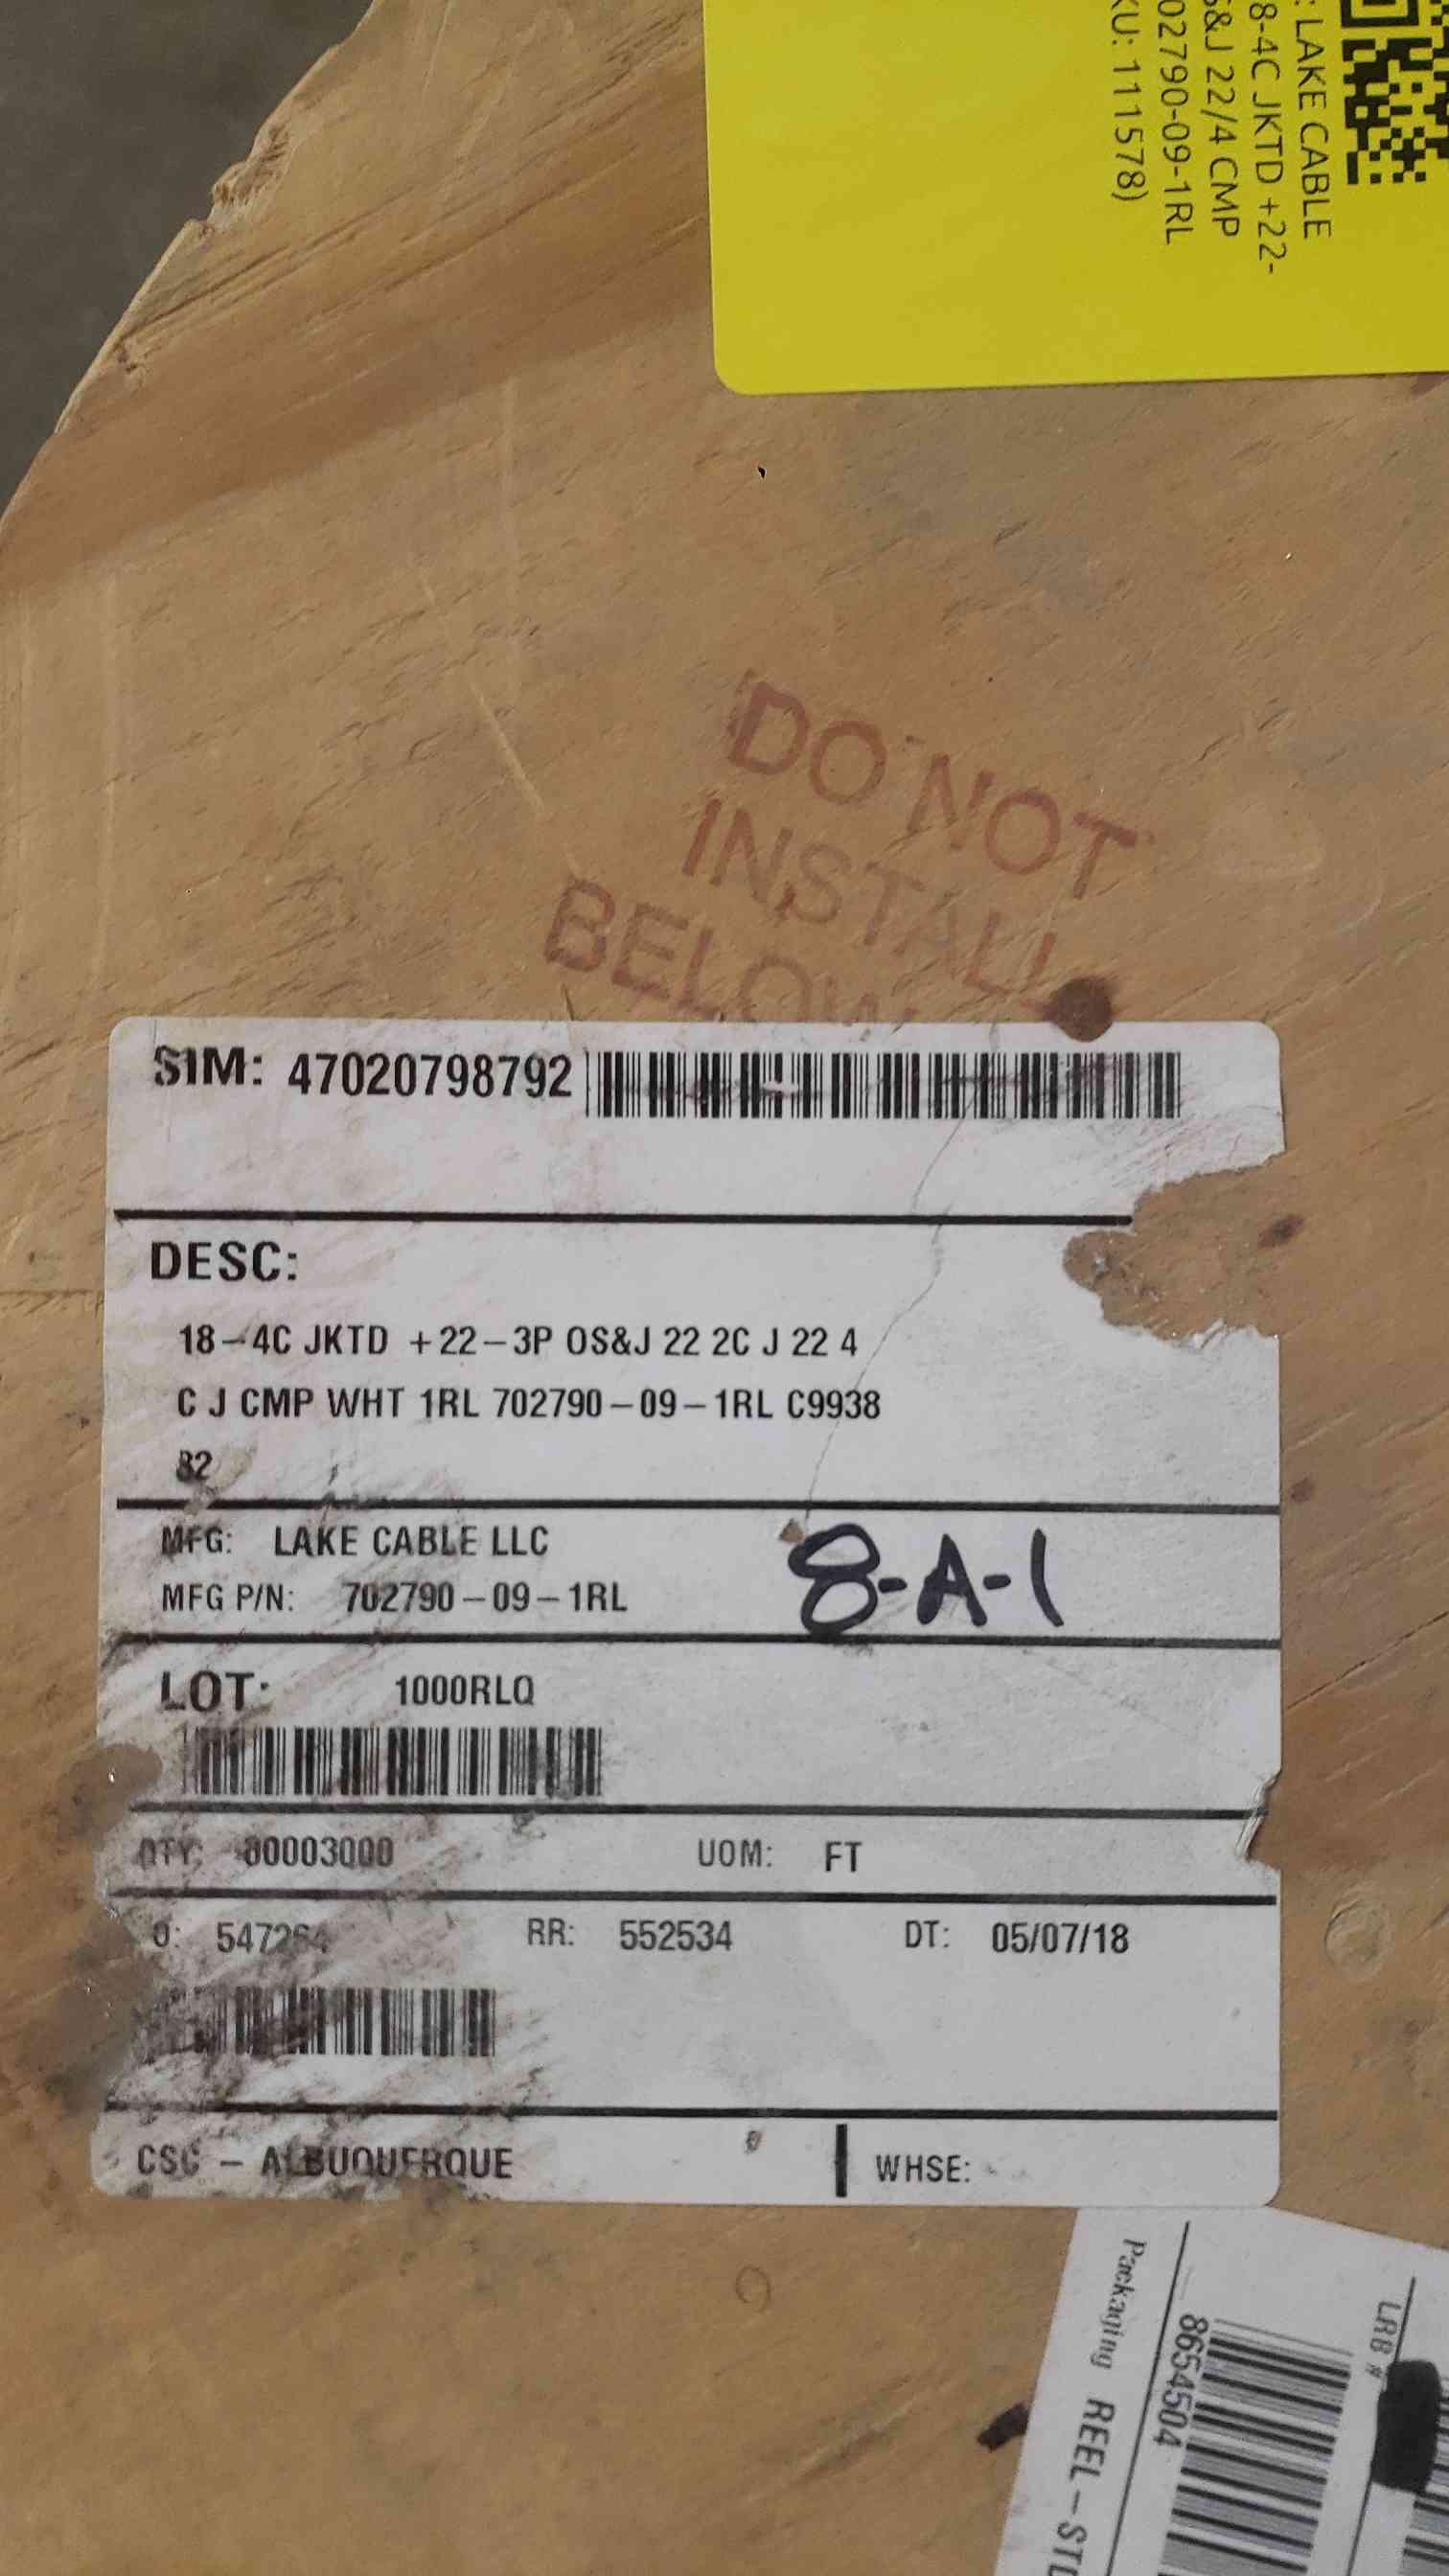 : LAKE CABLE
8-4C JKTD +22-
S&J 22/4 CMP
02790-09-1RL
KU: 111578)
DO NOT
INSTALL
BELOW
SIM: 47020798792
DESC:
18-4C JKTD +22-3P OS&J 22 2C J 22 4
C J CMP WHT 1RL 702790-09-1RL C9938
82
MFG: LAKE CABLE LLC
8-A-1
MFG P/N: 702790-09-1RL
LOT: 1000RLQ
QTY: 00003000 UOM: FT
O: 547264 RR: 552534 DT: 05/07/18
CSC - ALBUQUERQUE WHSE:
LRB #
8654504
Packaging REEL-STD